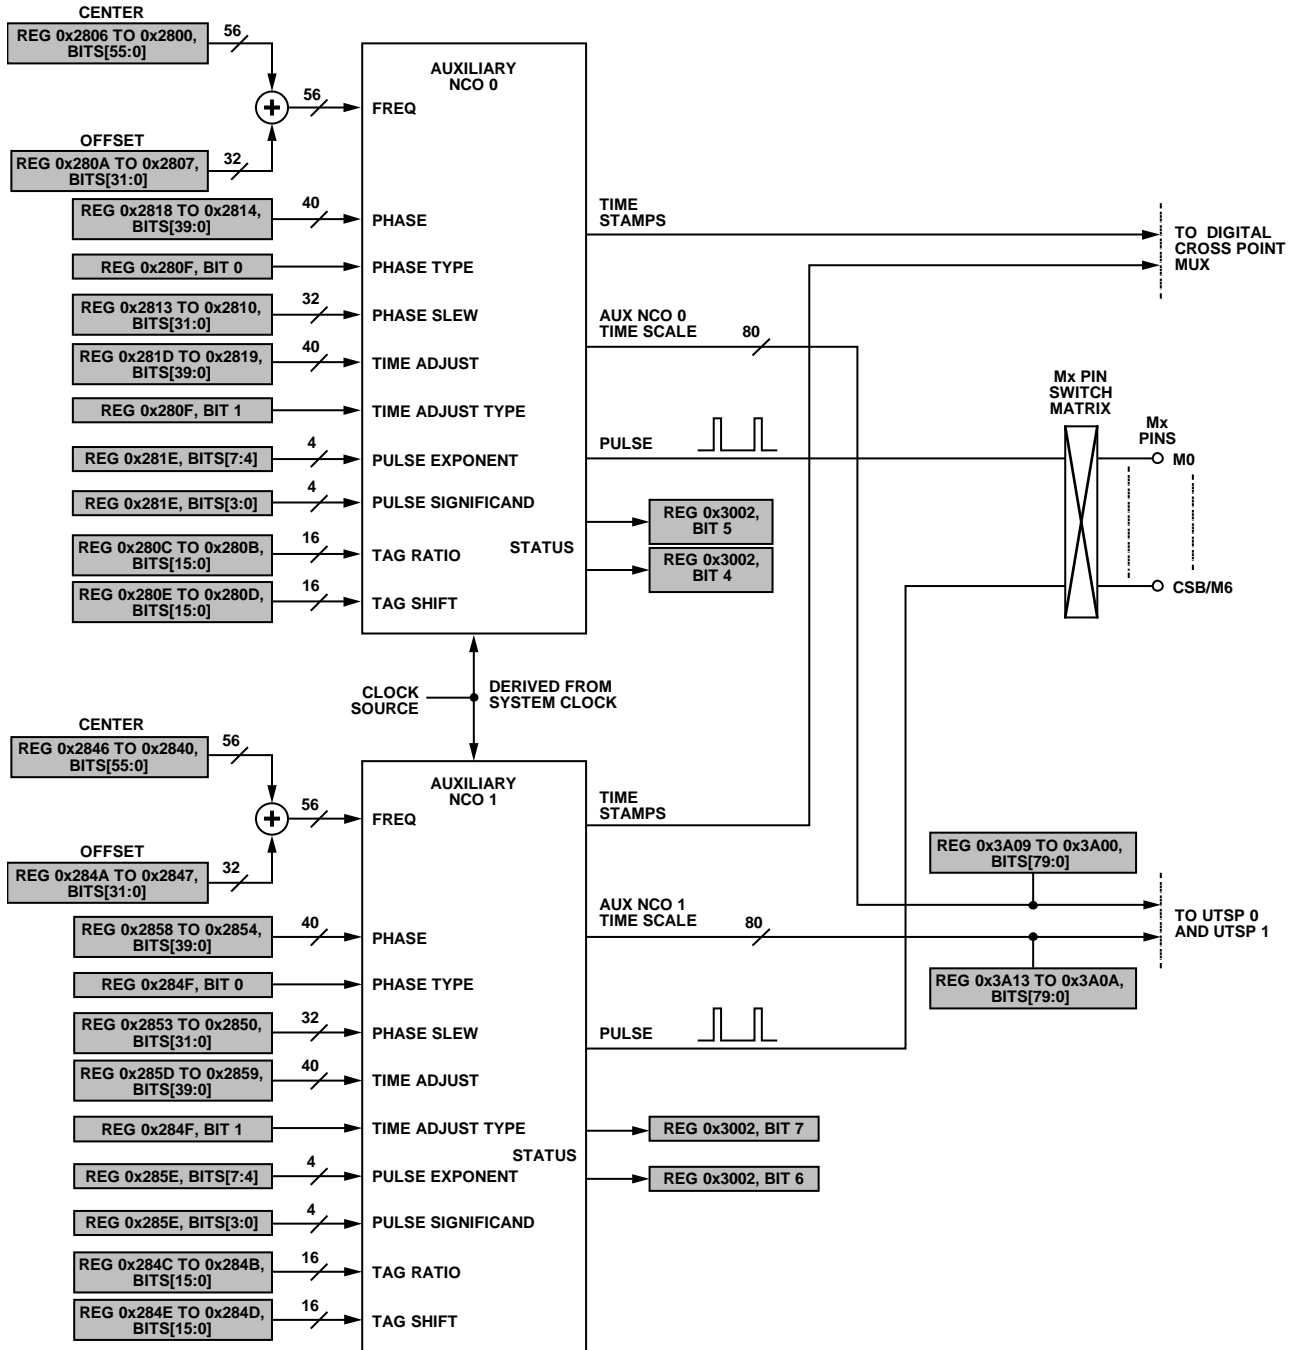 CENTER
REG 0x2806 TO 0x2800,
BITS[55:0]
56
56
OFFSET
REG 0x280A TO 0x2807,
BITS[31:0]
32
AUXILIARY
NCO 0
FREQ
REG 0x2818 TO 0x2814,
BITS[39:0]
40
PHASE
REG 0x280F, BIT 0
PHASE TYPE
REG 0x2813 TO 0x2810,
BITS[31:0]
32
PHASE SLEW
REG 0x281D TO 0x2819,
BITS[39:0]
40
TIME ADJUST
REG 0x280F, BIT 1
TIME ADJUST TYPE
REG 0x281E, BITS[7:4]
4
PULSE EXPONENT
REG 0x281E, BITS[3:0]
4
PULSE SIGNIFICAND
REG 0x280C TO 0x280B,
BITS[15:0]
16
TAG RATIO
REG 0x280E TO 0x280D,
BITS[15:0]
16
TAG SHIFT
TIME
STAMPS
TO DIGITAL
CROSS POINT
MUX
AUX NCO 0
TIME SCALE
80
PULSE
Mx PIN
SWITCH
MATRIX
Mx
PINS
M0
CSB/M6
STATUS
REG 0x3002,
BIT 5
REG 0x3002,
BIT 4
CLOCK
SOURCE
DERIVED FROM
SYSTEM CLOCK
CENTER
REG 0x2846 TO 0x2840,
BITS[55:0]
56
56
OFFSET
REG 0x284A TO 0x2847,
BITS[31:0]
32
AUXILIARY
NCO 1
FREQ
REG 0x2858 TO 0x2854,
BITS[39:0]
40
PHASE
REG 0x284F, BIT 0
PHASE TYPE
REG 0x2853 TO 0x2850,
BITS[31:0]
32
PHASE SLEW
REG 0x285D TO 0x2859,
BITS[39:0]
40
TIME ADJUST
REG 0x284F, BIT 1
TIME ADJUST TYPE
REG 0x285E, BITS[7:4]
4
PULSE EXPONENT
REG 0x285E, BITS[3:0]
4
PULSE SIGNIFICAND
REG 0x284C TO 0x284B,
BITS[15:0]
16
TAG RATIO
REG 0x284E TO 0x284D,
BITS[15:0]
16
TAG SHIFT
TIME
STAMPS
REG 0x3A09 TO 0x3A00,
BITS[79:0]
AUX NCO 1
TIME SCALE
80
TO UTSP 0
AND UTSP 1
REG 0x3A13 TO 0x3A0A,
BITS[79:0]
PULSE
STATUS
REG 0x3002, BIT 7
REG 0x3002, BIT 6